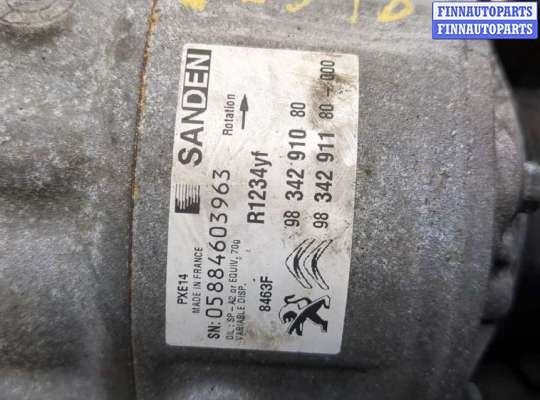 FINNAUTOPARTS
FINNAUTOPARTS
SANDEN
Rotation
PXE14
MADE IN FRANCE
SN: 05884603963
OIL: SP-A2 or EQUIV, 70g
VARIABLE DISP.
R1234yf
8463F
98 342 910 80
98 342 911 80-000